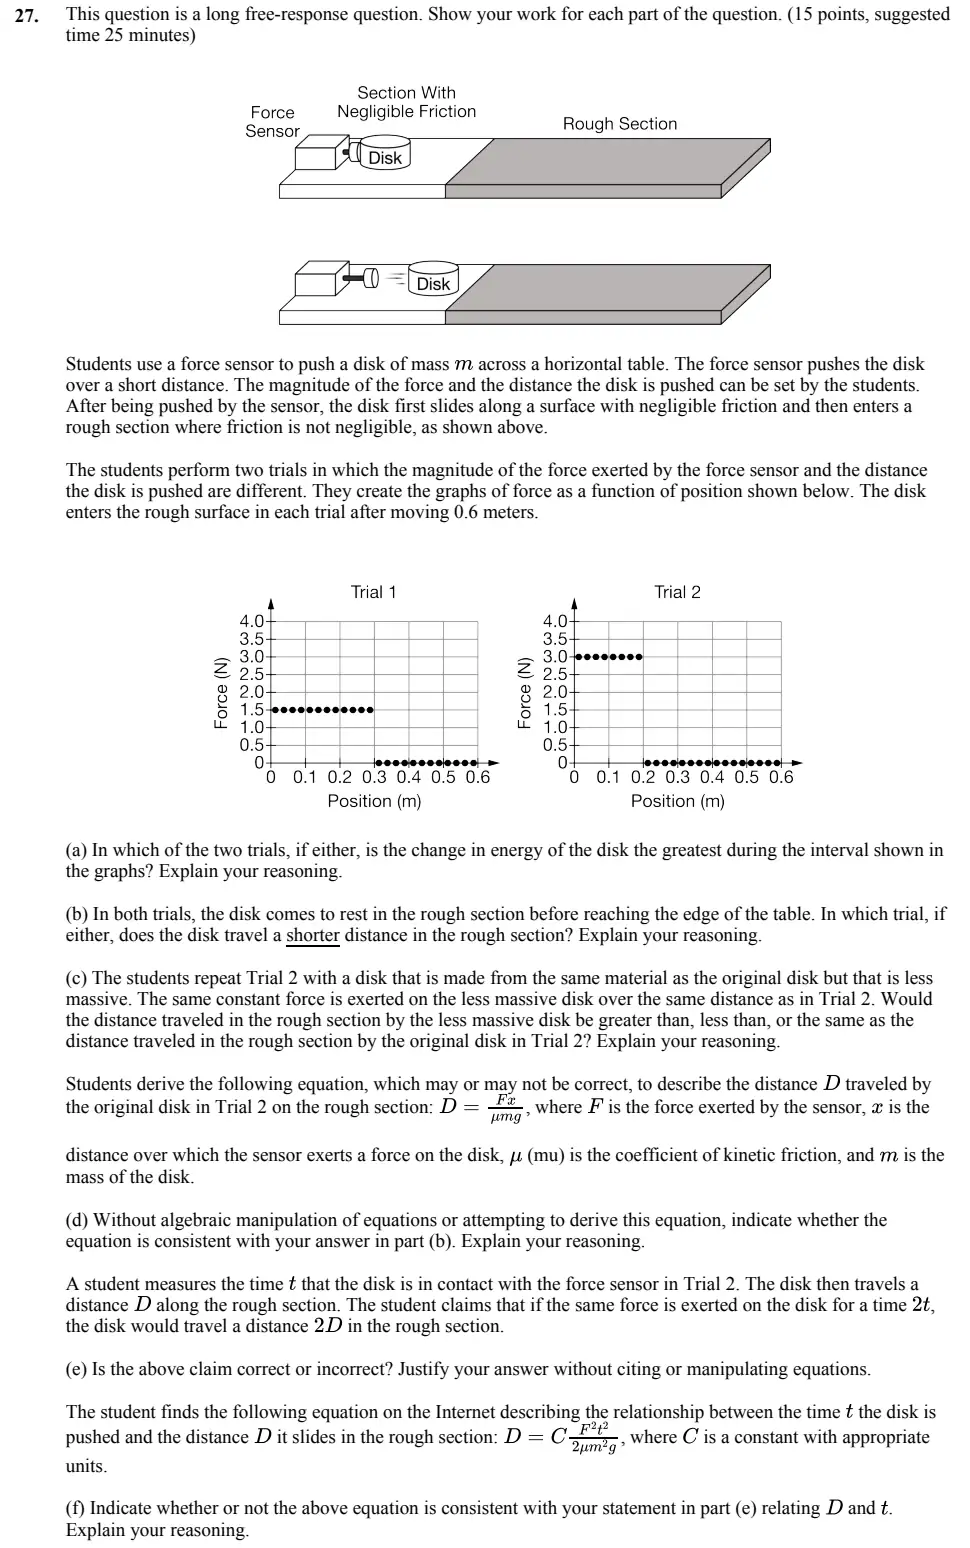 27. This question is a long free-response question. Show your work for each part of the question. (15 points, suggested
time 25 minutes)
Section With
Negligible Friction
Force
Sensor
Rough Section
Disk
Disk
Students use a force sensor to push a disk of mass m across a horizontal table. The force sensor pushes the disk
over a short distance. The magnitude of the force and the distance the disk is pushed can be set by the students.
After being pushed by the sensor, the disk first slides along a surface with negligible friction and then enters a
rough section where friction is not negligible, as shown above.
The students perform two trials in which the magnitude of the force exerted by the force sensor and the distance
the disk is pushed are different. They create the graphs of force as a function of position shown below. The disk
enters the rough surface in each trial after moving 0.6 meters.
Trial 1
Force (N)
4.0
3.5
3.0
2.5
2.0
1.5
1.0
0.5
0
0 0.1 0.2 0.3 0.4 0.5 0.6
Position (m)
Trial 2
Force (N)
4.0
3.5
3.0
2.5
2.0
1.5
1.0
0.5
0
0 0.1 0.2 0.3 0.4 0.5 0.6
Position (m)
(a) In which of the two trials, if either, is the change in energy of the disk the greatest during the interval shown in
the graphs? Explain your reasoning.
(b) In both trials, the disk comes to rest in the rough section before reaching the edge of the table. In which trial, if
either, does the disk travel a shorter distance in the rough section? Explain your reasoning.
(c) The students repeat Trial 2 with a disk that is made from the same material as the original disk but that is less
massive. The same constant force is exerted on the less massive disk over the same distance as in Trial 2. Would
the distance traveled in the rough section by the less massive disk be greater than, less than, or the same as the
distance traveled in the rough section by the original disk in Trial 2? Explain your reasoning.
Students derive the following equation, which may or may not be correct, to describe the distance D traveled by
the original disk in Trial 2 on the rough section: D = Fx/μmg, where F is the force exerted by the sensor, x is the
distance over which the sensor exerts a force on the disk, μ (mu) is the coefficient of kinetic friction, and m is the
mass of the disk.
(d) Without algebraic manipulation of equations or attempting to derive this equation, indicate whether the
equation is consistent with your answer in part (b). Explain your reasoning.
A student measures the time t that the disk is in contact with the force sensor in Trial 2. The disk then travels a
distance D along the rough section. The student claims that if the same force is exerted on the disk for a time 2t,
the disk would travel a distance 2D in the rough section.
(e) Is the above claim correct or incorrect? Justify your answer without citing or manipulating equations.
The student finds the following equation on the Internet describing the relationship between the time t the disk is
pushed and the distance D it slides in the rough section: D = C F²t²/2μm²g, where C is a constant with appropriate
units.
(f) Indicate whether or not the above equation is consistent with your statement in part (e) relating D and t.
Explain your reasoning.